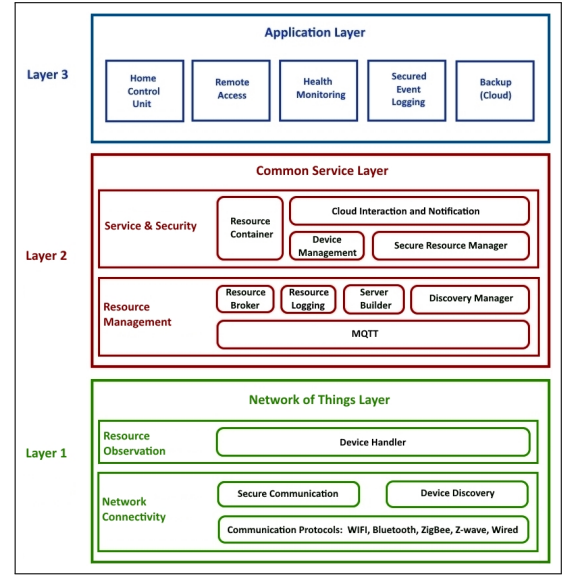 Application Layer
Layer 3
Home
Control
Unit
Remote
Access
Health
Monitoring
Secured
Event
Logging
Backup
(Cloud)
Common Service Layer
Layer 2
Service & Security
Resource
Container
Cloud Interaction and Notification
Device
Management
Secure Resource Manager
Resource
Management
Resource
Broker
Resource
Logging
Server
Builder
Discovery Manager
MQTT
Network of Things Layer
Layer 1
Resource
Observation
Device Handler
Network
Connectivity
Secure Communication
Device Discovery
Communication Protocols: WIFI, Bluetooth, ZigBee, Z-wave, Wired